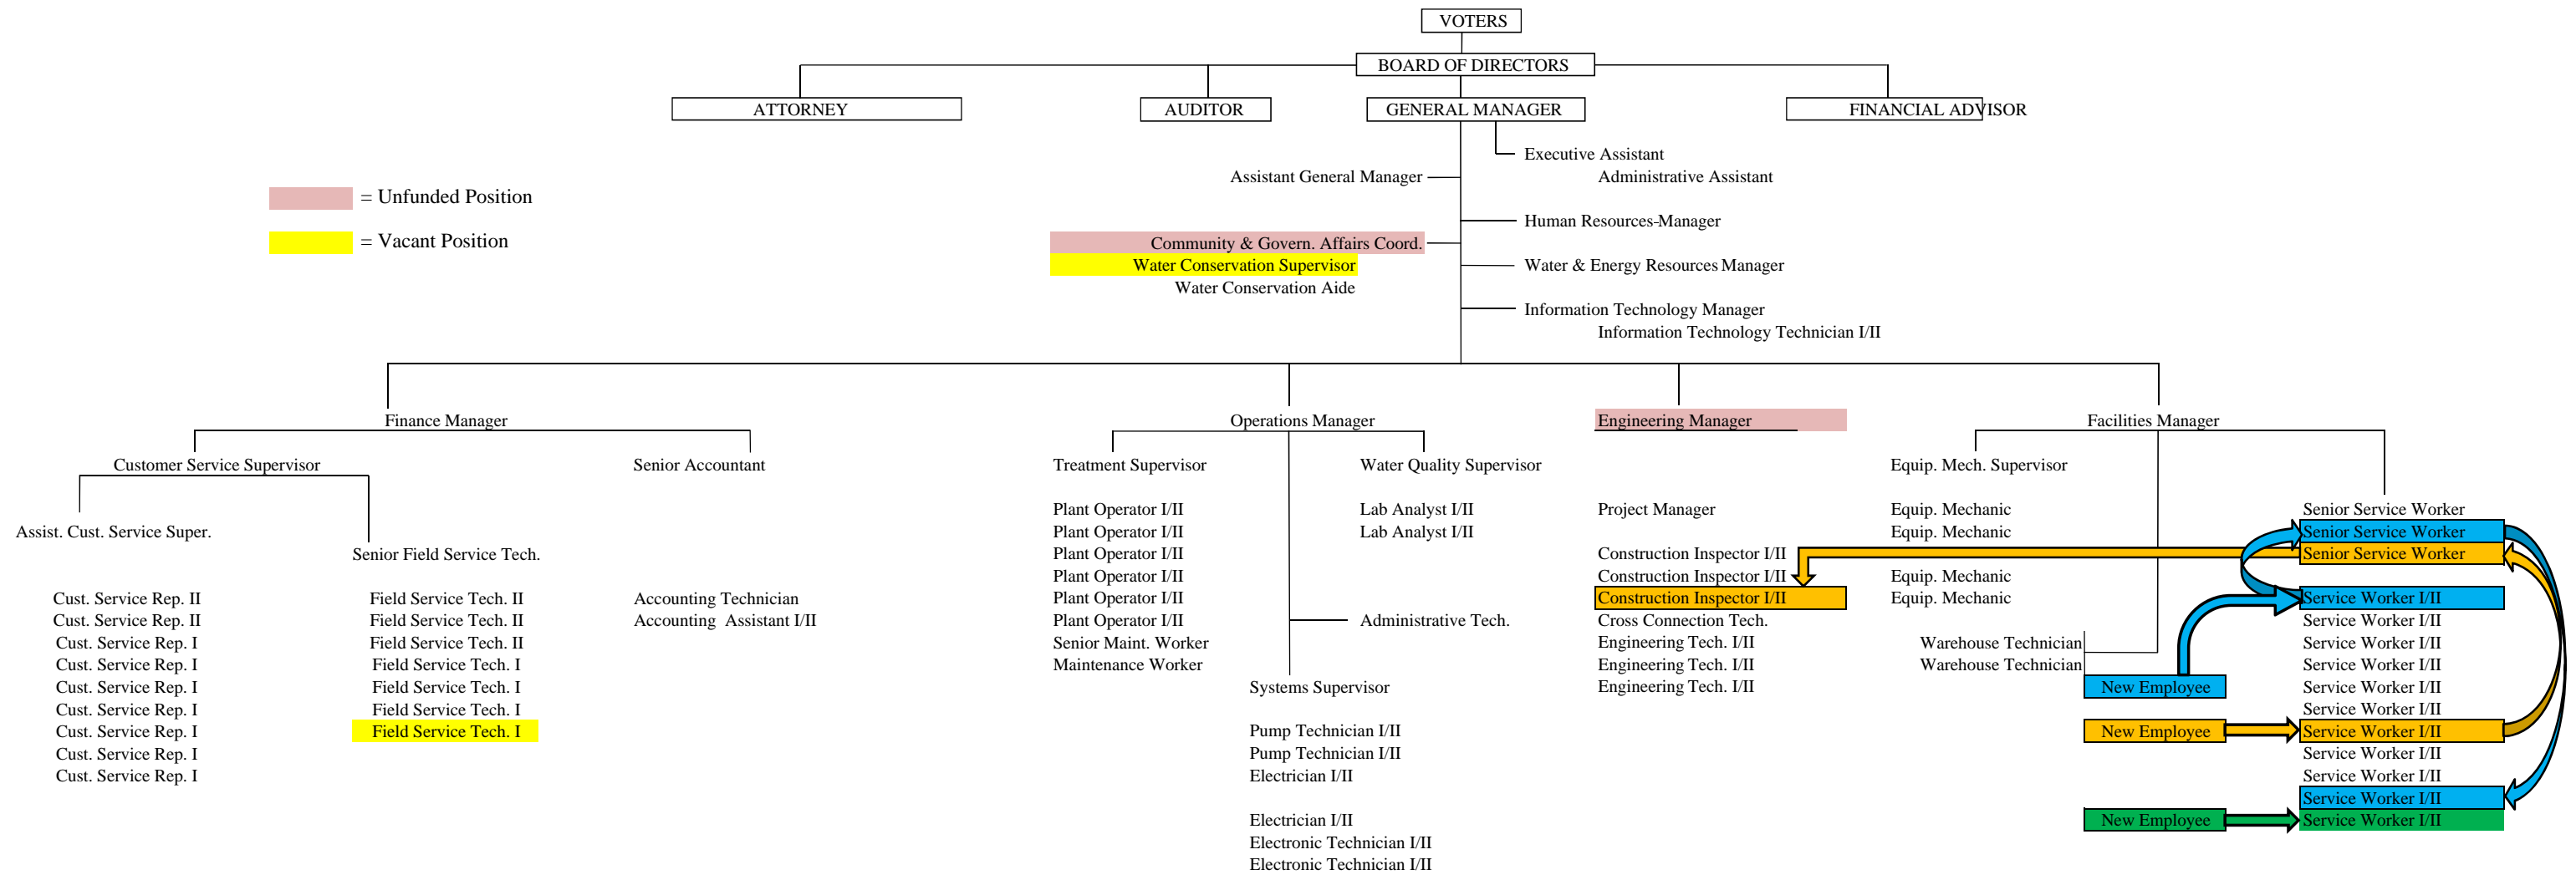 VOTERS
BOARD OF DIRECTORS
ATTORNEY
AUDITOR
GENERAL MANAGER
FINANCIAL ADVISOR
Executive Assistant
Administrative Assistant
Assistant General Manager
= Unfunded Position
Human Resources-Manager
= Vacant Position
Community & Govern. Affairs Coord.
Water Conservation Supervisor
Water & Energy Resources Manager
Water Conservation Aide
Information Technology Manager
Information Technology Technician I/II
Finance Manager
Operations Manager
Engineering Manager
Facilities Manager
Customer Service Supervisor
Senior Accountant
Treatment Supervisor
Water Quality Supervisor
Equip. Mech. Supervisor
Assist. Cust. Service Super.
Cust. Service Rep. II
Cust. Service Rep. II
Cust. Service Rep. I
Cust. Service Rep. I
Cust. Service Rep. I
Cust. Service Rep. I
Cust. Service Rep. I
Cust. Service Rep. I
Cust. Service Rep. I
Senior Field Service Tech.
Field Service Tech. II
Field Service Tech. II
Field Service Tech. II
Field Service Tech. I
Field Service Tech. I
Field Service Tech. I
Field Service Tech. I
Accounting Technician
Accounting Assistant I/II
Plant Operator I/II
Plant Operator I/II
Plant Operator I/II
Plant Operator I/II
Plant Operator I/II
Plant Operator I/II
Senior Maint. Worker
Maintenance Worker
Lab Analyst I/II
Lab Analyst I/II
Administrative Tech.
Systems Supervisor
Pump Technician I/II
Pump Technician I/II
Electrician I/II
Electrician I/II
Electronic Technician I/II
Electronic Technician I/II
Project Manager
Construction Inspector I/II
Construction Inspector I/II
Construction Inspector I/II
Cross Connection Tech.
Engineering Tech. I/II
Engineering Tech. I/II
Engineering Tech. I/II
Equip. Mechanic
Equip. Mechanic
Equip. Mechanic
Equip. Mechanic
Warehouse Technician
Warehouse Technician
New Employee
New Employee
New Employee
Senior Service Worker
Senior Service Worker
Senior Service Worker
Service Worker I/II
Service Worker I/II
Service Worker I/II
Service Worker I/II
Service Worker I/II
Service Worker I/II
Service Worker I/II
Service Worker I/II
Service Worker I/II
Service Worker I/II
Service Worker I/II